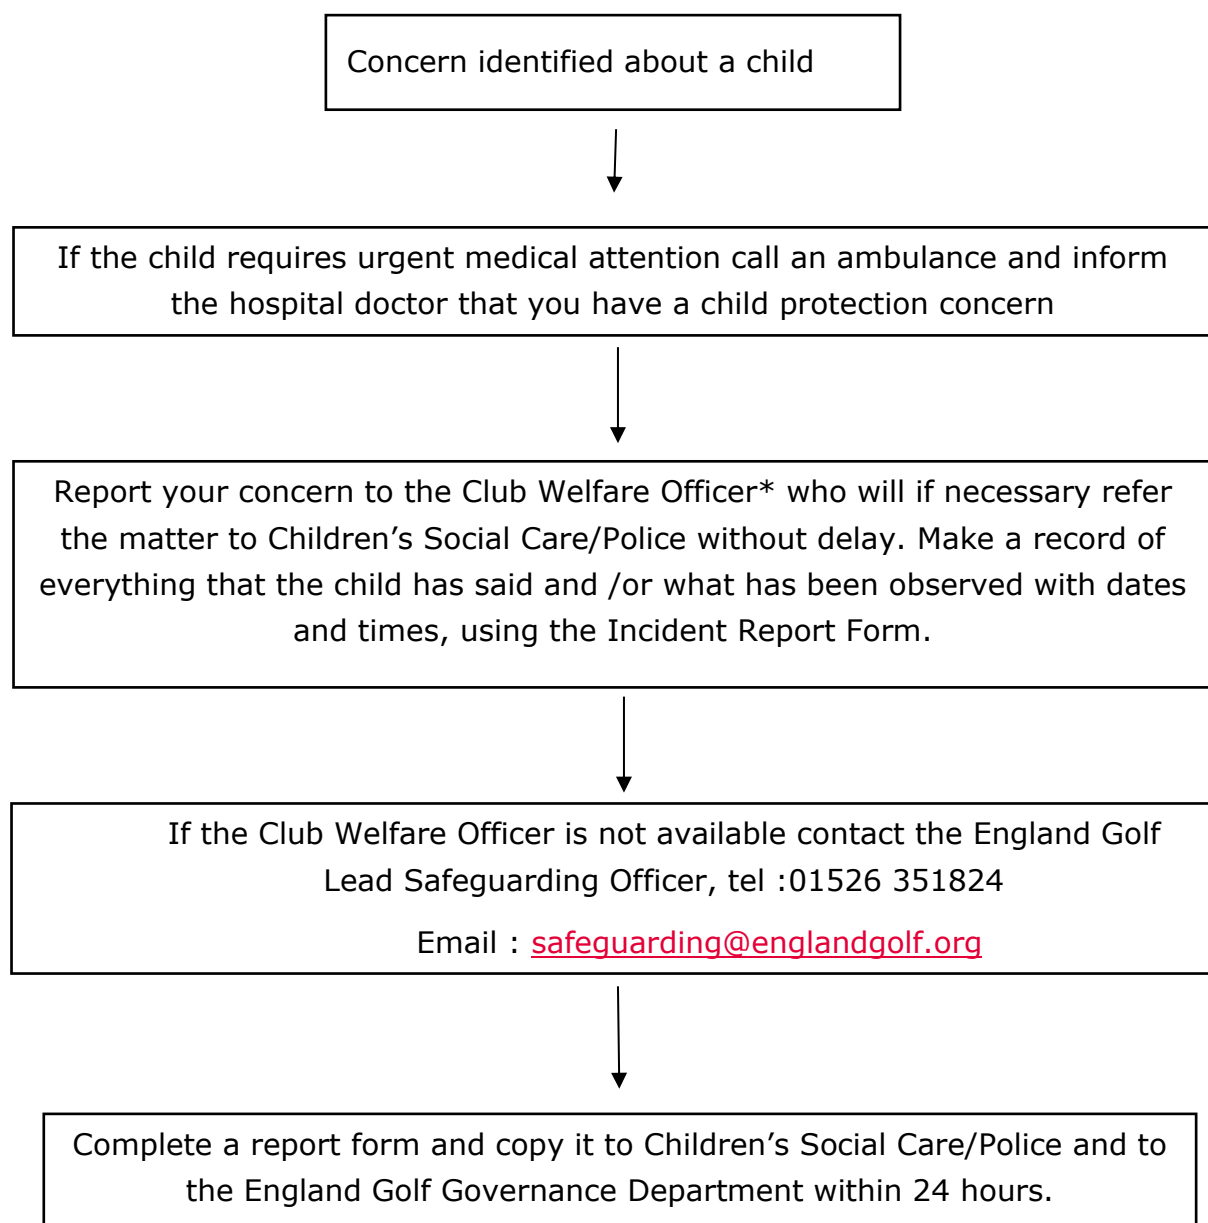 Concern identified about a child
If the child requires urgent medical attention call an ambulance and inform
the hospital doctor that you have a child protection concern
Report your concern to the Club Welfare Officer* who will if necessary refer
the matter to Children’s Social Care/Police without delay. Make a record of
everything that the child has said and /or what has been observed with dates
and times, using the Incident Report Form.
If the Club Welfare Officer is not available contact the England Golf
Lead Safeguarding Officer, tel :01526 351824
Email : safeguarding@englandgolf.org
Complete a report form and copy it to Children’s Social Care/Police and to
the England Golf Governance Department within 24 hours.